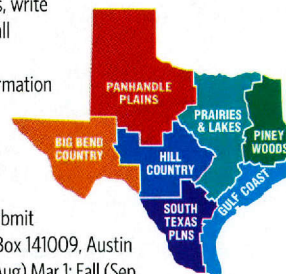 s, write
all
rmation
PANHANDLE
PLAINS
PRAIRIES
& LAKES
PINEY
WOODS
BIG BEND
COUNTRY
HILL
COUNTRY
GULF COAST
SOUTH
TEXAS
PLNS
bmit
Box 141009, Austin
Aug) Mar 1; Fall (Sep